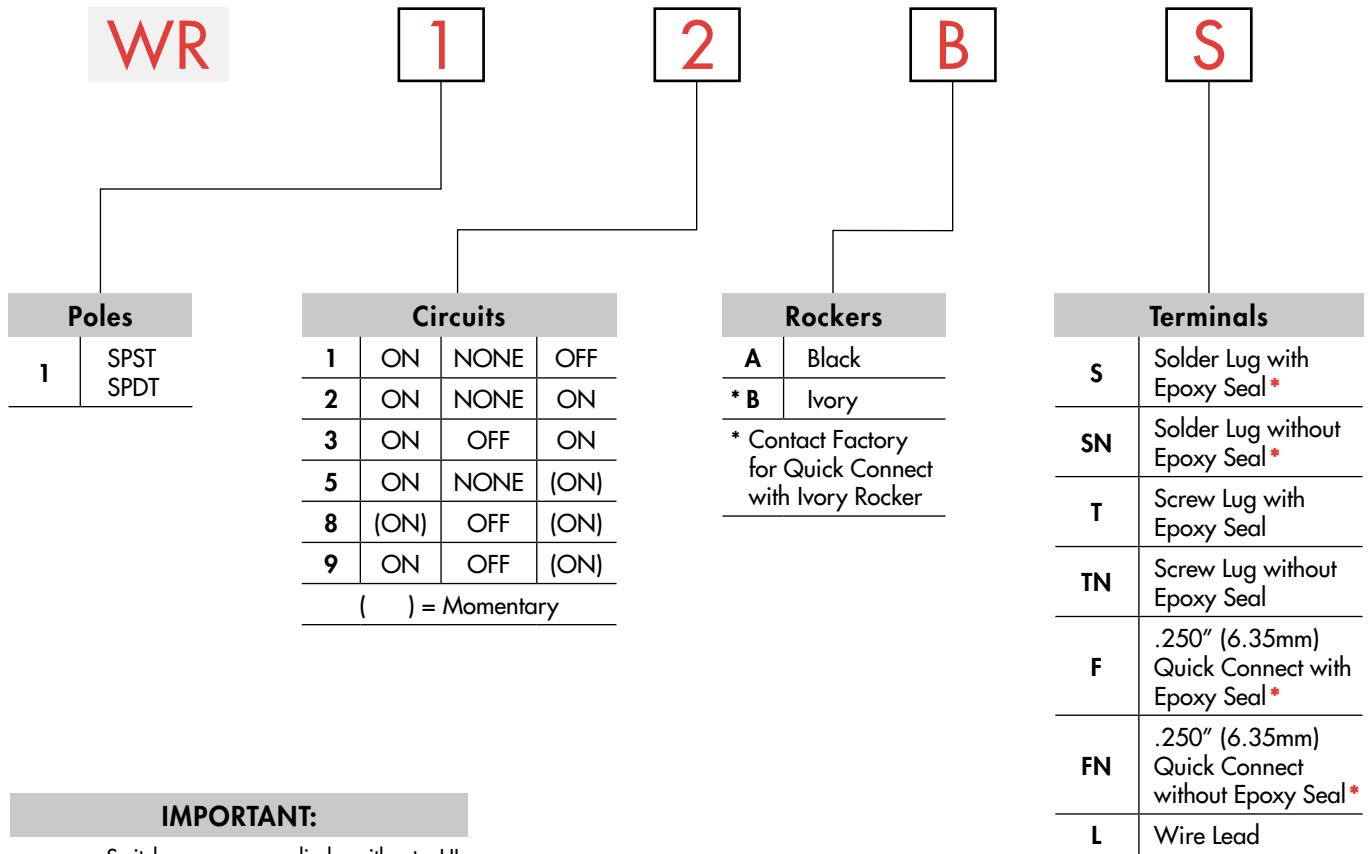 WR 1 2 B S
Poles
1 SPST
SPDT
Circuits
1 ON NONE OFF
2 ON NONE ON
3 ON OFF ON
5 ON NONE (ON)
8 (ON) OFF (ON)
9 ON OFF (ON)
( ) = Momentary
Rockers
A Black
* B Ivory
* Contact Factory
for Quick Connect
with Ivory Rocker
Terminals
S Solder Lug with
Epoxy Seal *
SN Solder Lug without
Epoxy Seal *
T Screw Lug with
Epoxy Seal
TN Screw Lug without
Epoxy Seal
F .250" (6.35mm)
Quick Connect with
Epoxy Seal *
FN .250" (6.35mm)
Quick Connect
without Epoxy Seal *
L Wire Lead
IMPORTANT: